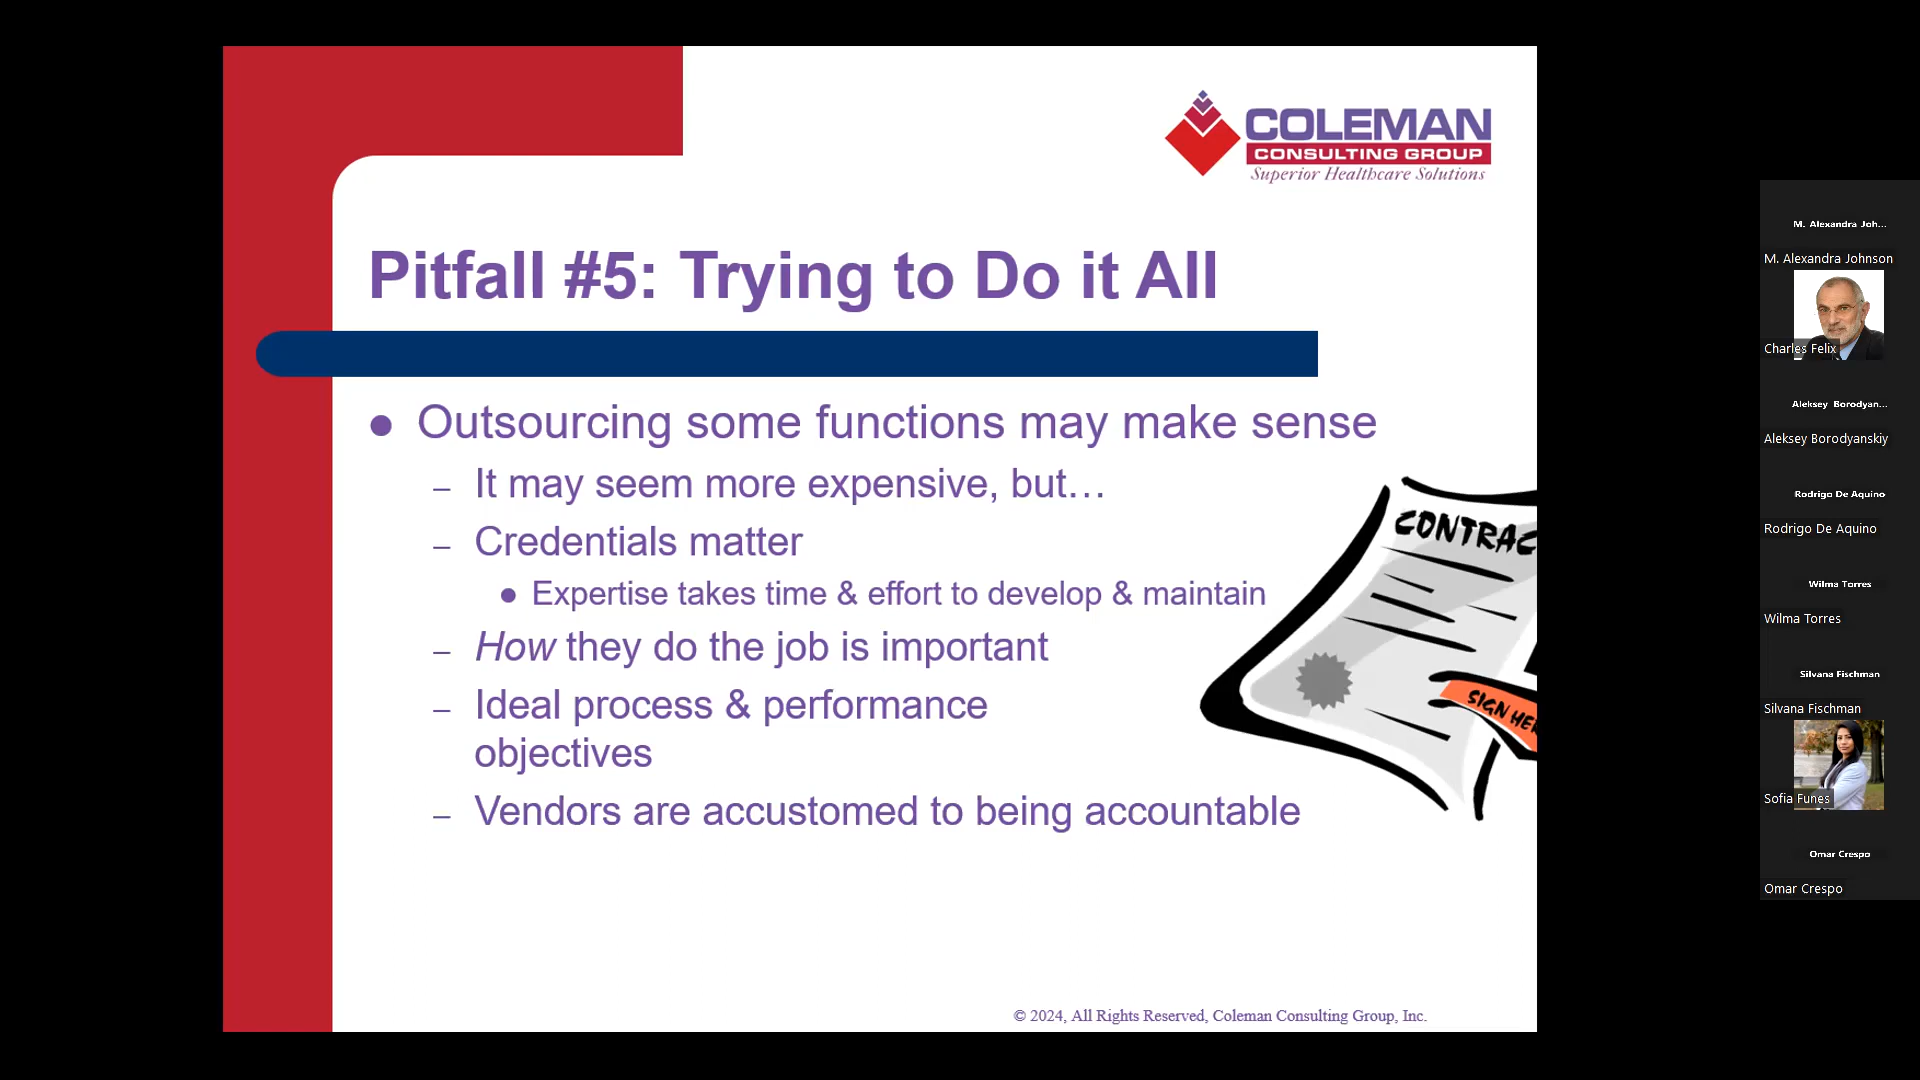 COLEMAN
CONSULTING GROUP
Superior Healthcare Solutions
Pitfall #5: Trying to Do it All
● Outsourcing some functions may make sense
– It may seem more expensive, but…
– Credentials matter
● Expertise takes time & effort to develop & maintain
– How they do the job is important
– Ideal process & performance
objectives
– Vendors are accustomed to being accountable
CONTRAC
SIGN HE
© 2024, All Rights Reserved, Coleman Consulting Group, Inc.
M. Alexandra Joh...
M. Alexandra Johnson
Charles Felix
Aleksey Borodyan...
Aleksey Borodyanskiy
Rodrigo De Aquino
Rodrigo De Aquino
Wilma Torres
Wilma Torres
Silvana Fischman
Silvana Fischman
Sofia Funes
Omar Crespo
Omar Crespo